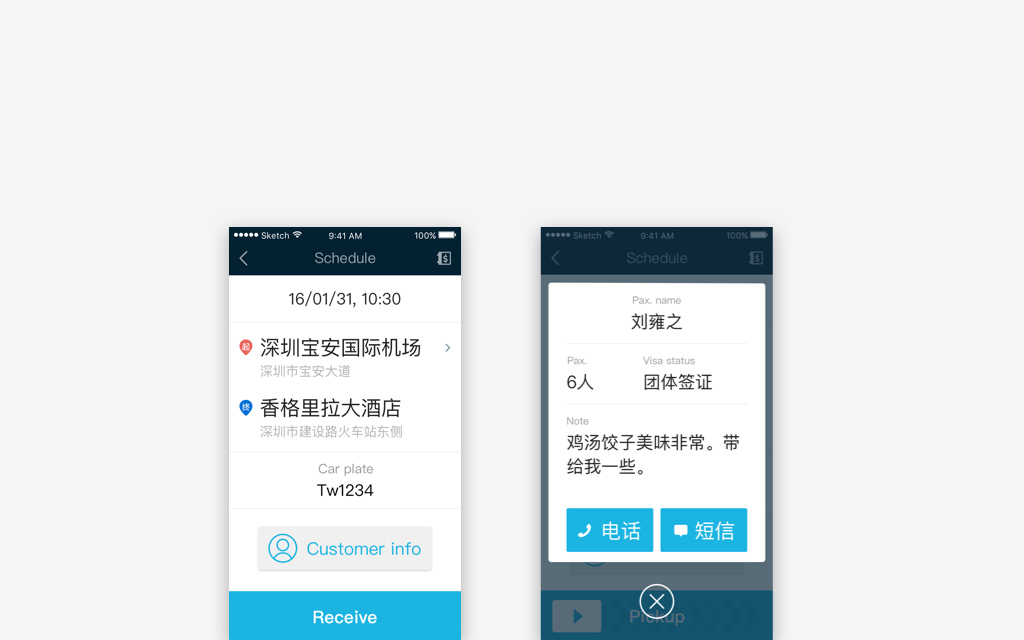 Sketch 9:41 AM 100%
Schedule
16/01/31, 10:30
起 深圳宝安国际机场
深圳市宝安大道
终 香格里拉大酒店
深圳市建设路火车站东侧
Car plate
Tw1234
Customer info
Receive
Sketch 9:41 AM 100%
Schedule
Pax. name
刘雍之
Pax. Visa status
6人 团体签证
Note
鸡汤饺子美味非常。带
给我一些。
电话 短信
Pickup